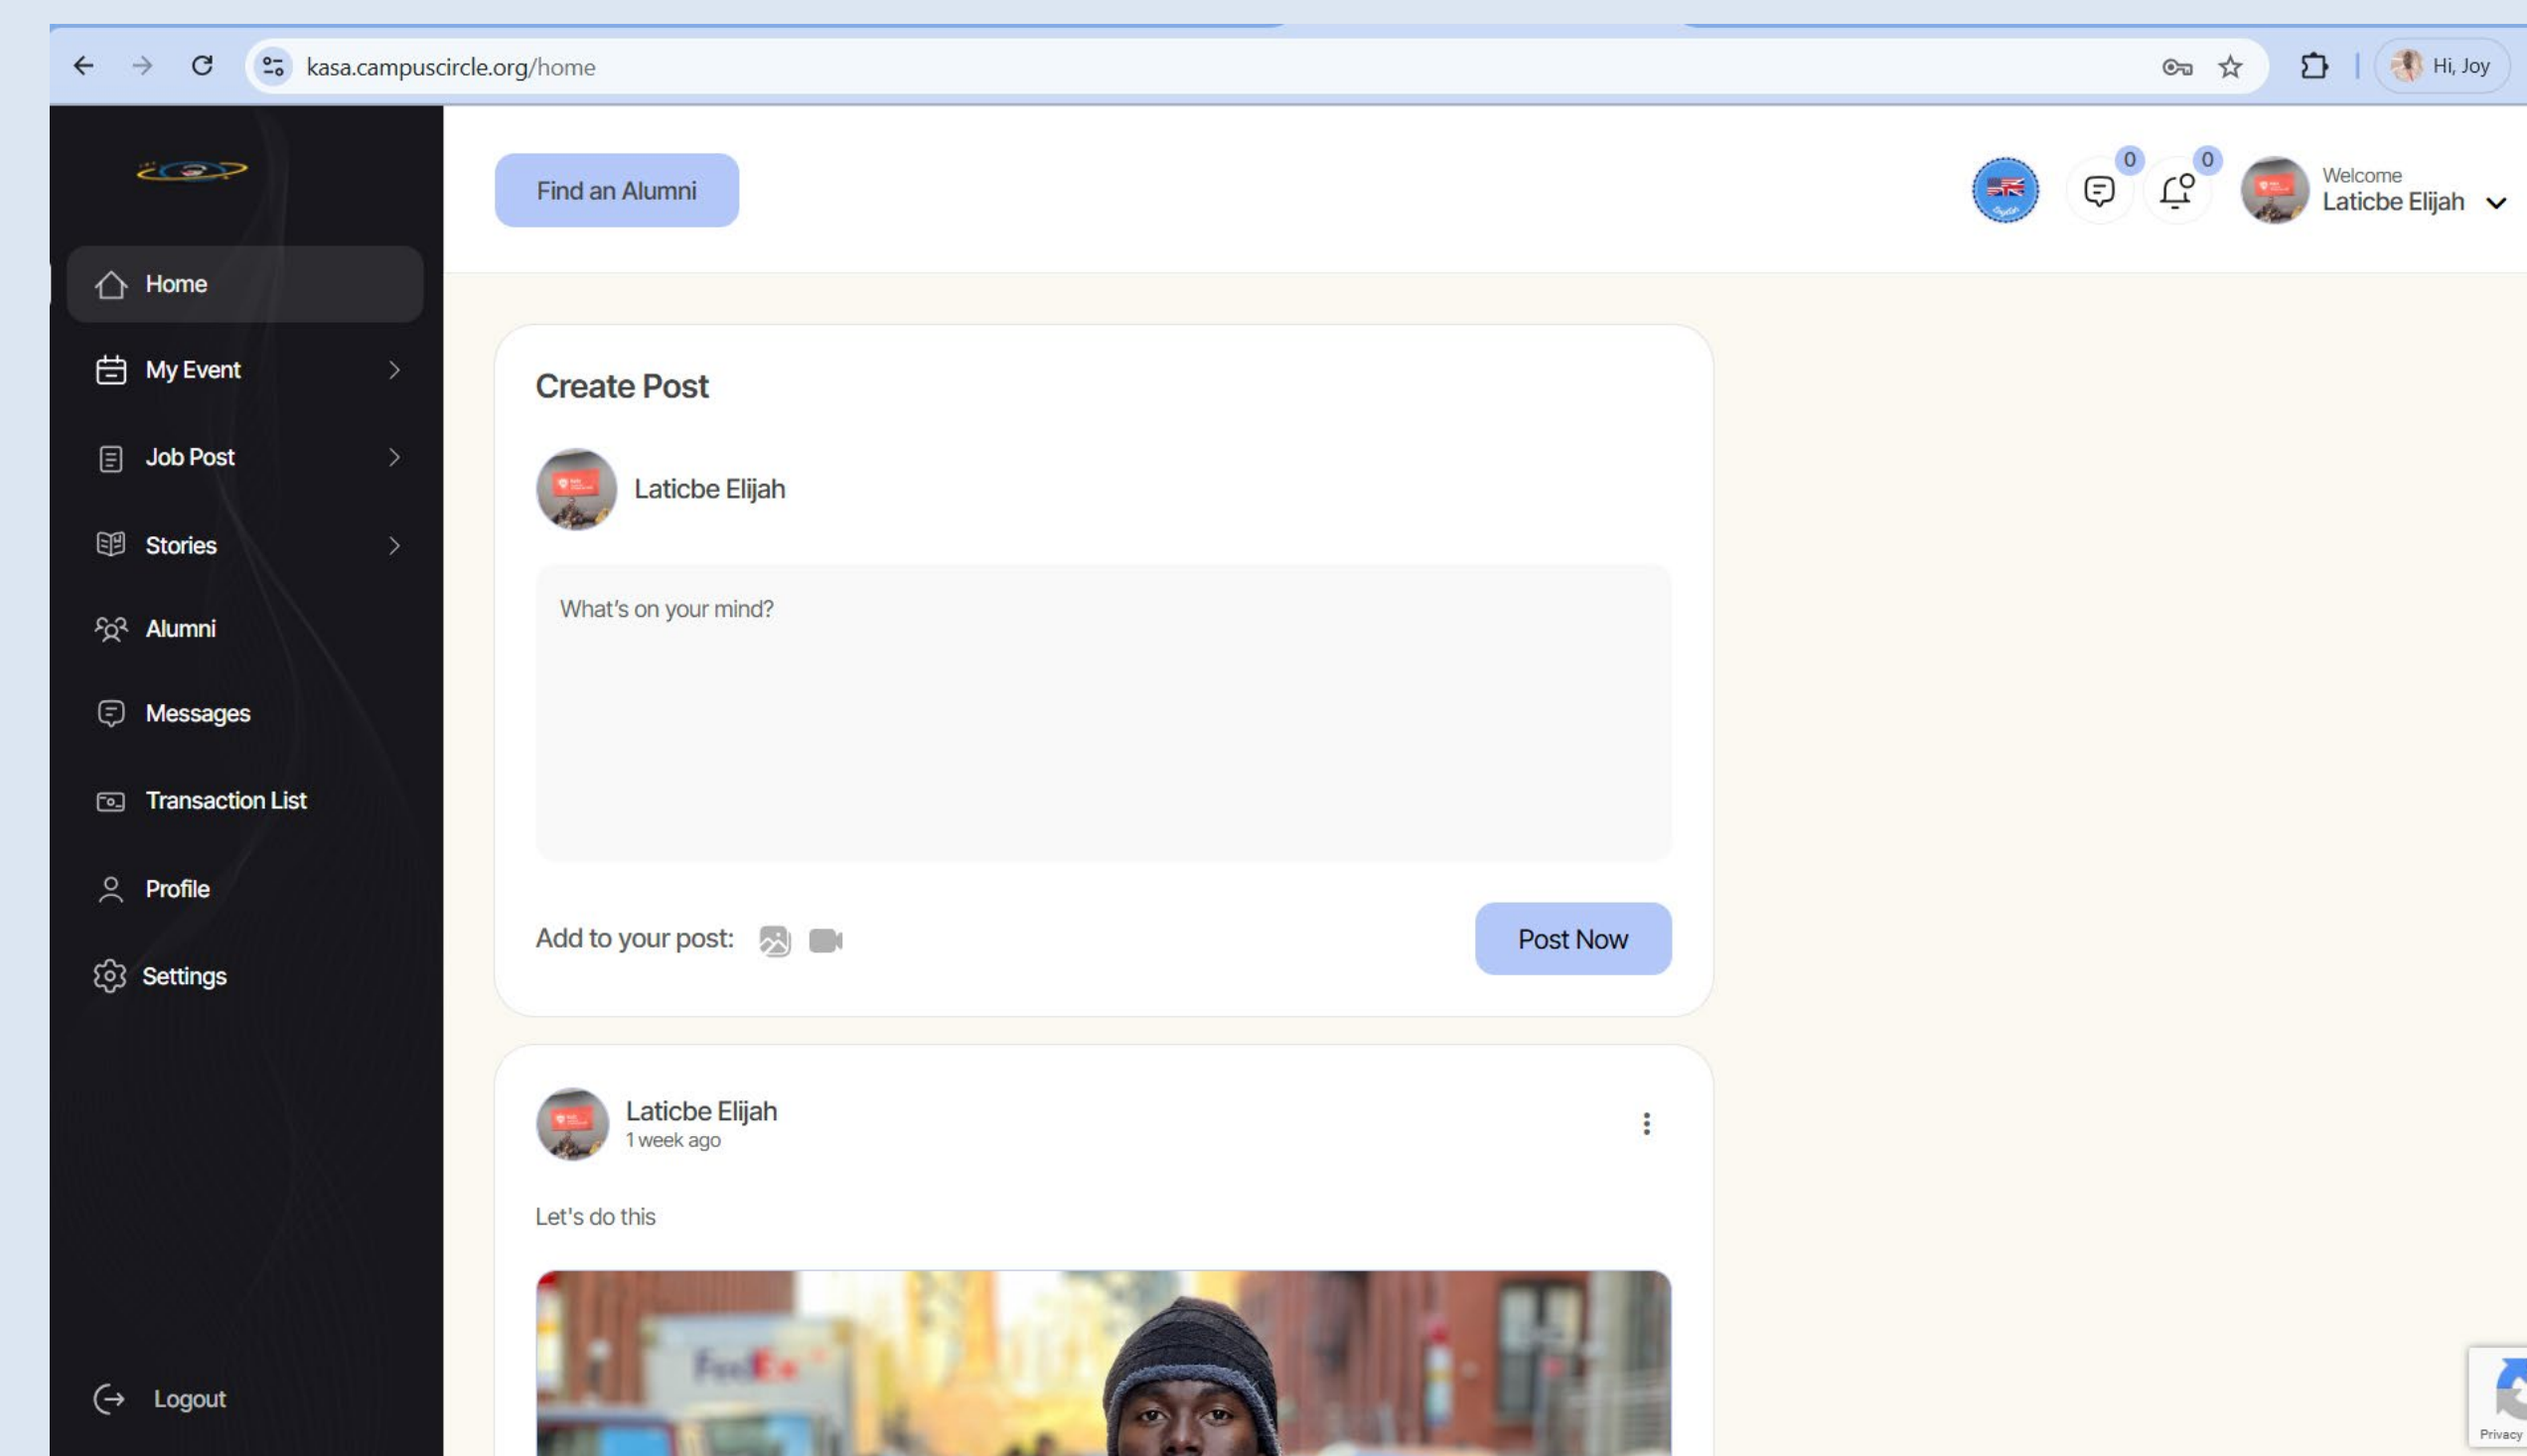 kasa.campuscircle.org/home
Hi, Joy
Find an Alumni
0
0
Welcome
Laticbe Elijah
Home
My Event
Job Post
Stories
Alumni
Messages
Transaction List
Profile
Settings
Logout
Create Post
Laticbe Elijah
What's on your mind?
Add to your post:
Post Now
Laticbe Elijah
1 week ago
Let's do this
FedEx
Privacy